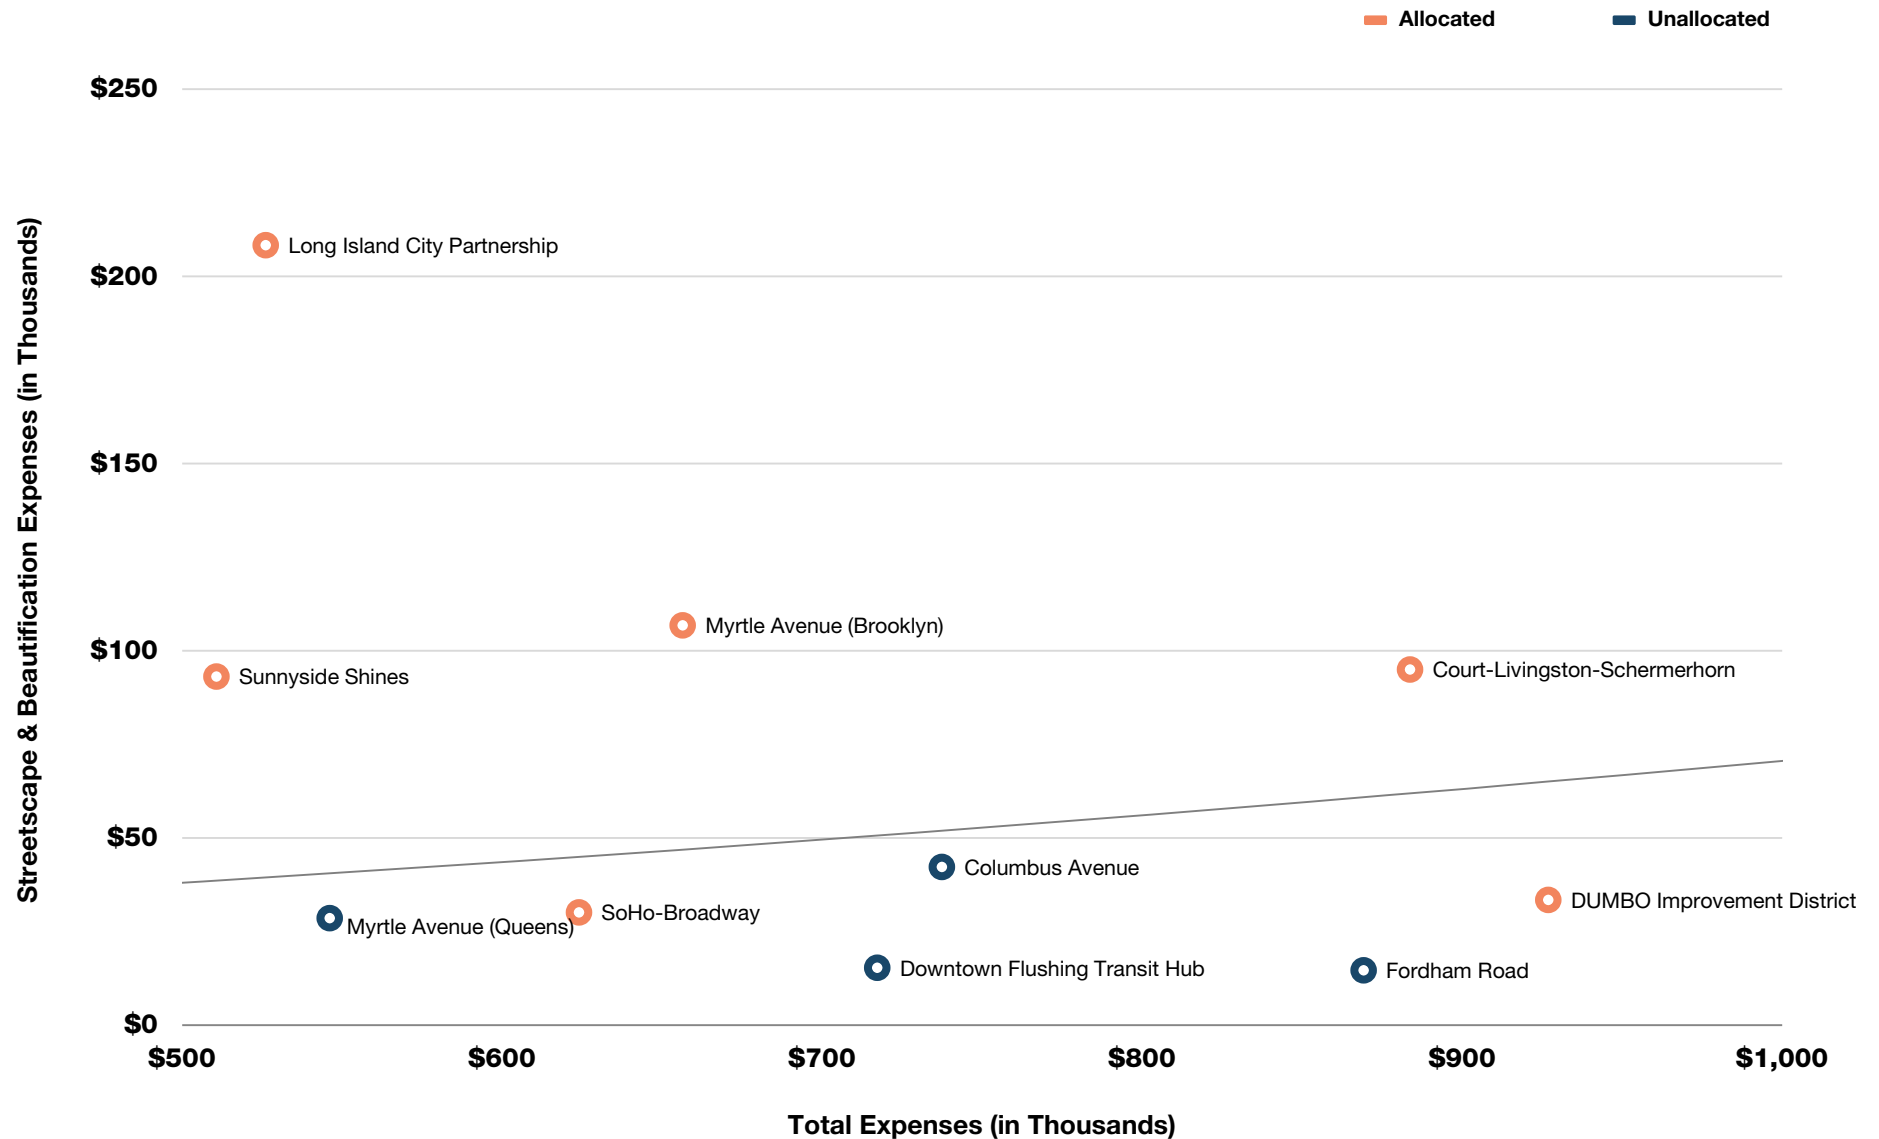 Allocated
Unallocated
$250
$200
$150
$100
$50
$0
Streetscape & Beautification Expenses (in Thousands)
Long Island City Partnership
Myrtle Avenue (Brooklyn)
Court-Livingston-Schermerhorn
Sunnyside Shines
Columbus Avenue
DUMBO Improvement District
SoHo-Broadway
Myrtle Avenue (Queens)
Downtown Flushing Transit Hub
Fordham Road
$500
$600
$700
$800
$900
$1,000
Total Expenses (in Thousands)